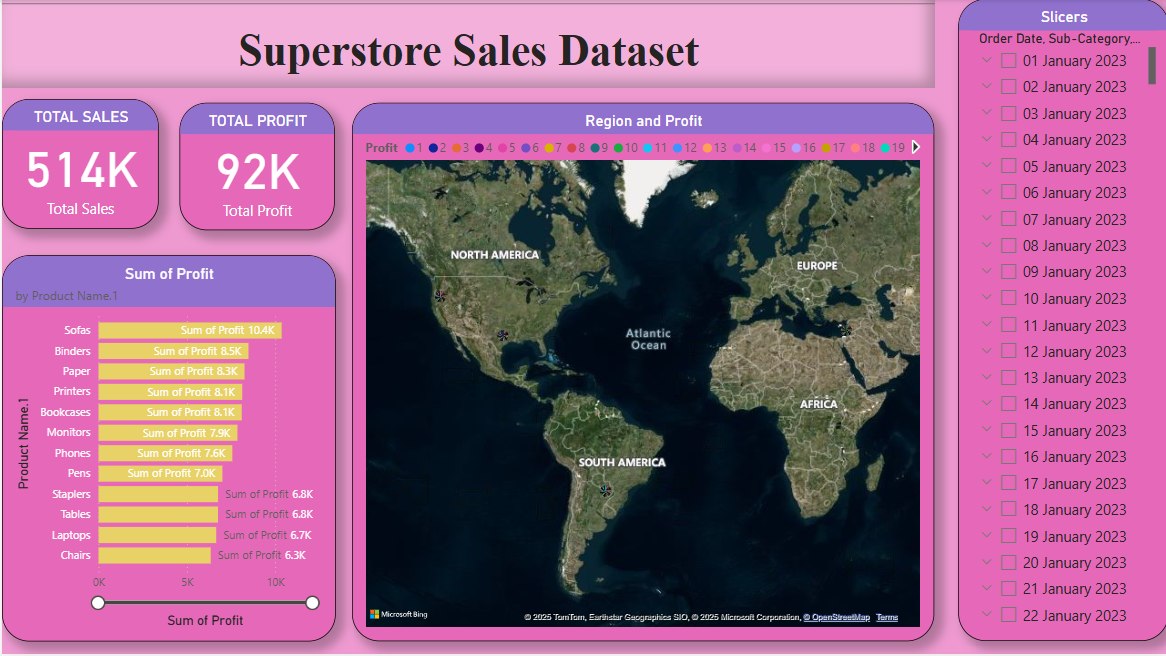 Superstore Sales Dataset
TOTAL SALES
514K
Total Sales
TOTAL PROFIT
92K
Total Profit
Sum of Profit
by Product Name.1
Product Name.1
Sofas Sum of Profit 10.4K
Binders Sum of Profit 8.5K
Paper Sum of Profit 8.3K
Printers Sum of Profit 8.1K
Bookcases Sum of Profit 8.1K
Monitors Sum of Profit 7.9K
Phones Sum of Profit 7.6K
Pens Sum of Profit 7.0K
Staplers Sum of Profit 6.8K
Tables Sum of Profit 6.8K
Laptops Sum of Profit 6.7K
Chairs Sum of Profit 6.3K
0K 5K 10K
Sum of Profit
Region and Profit
Profit 1 2 3 4 5 6 7 8 9 10 11 12 13 14 15 16 17 18 19
NORTH AMERICA
EUROPE
Atlantic
Ocean
AFRICA
SOUTH AMERICA
Microsoft Bing
© 2025 TomTom, Earthstar Geographics SIO, © 2025 Microsoft Corporation, © OpenStreetMap Terms
Slicers
Order Date, Sub-Category,...
01 January 2023
02 January 2023
03 January 2023
04 January 2023
05 January 2023
06 January 2023
07 January 2023
08 January 2023
09 January 2023
10 January 2023
11 January 2023
12 January 2023
13 January 2023
14 January 2023
15 January 2023
16 January 2023
17 January 2023
18 January 2023
19 January 2023
20 January 2023
21 January 2023
22 January 2023